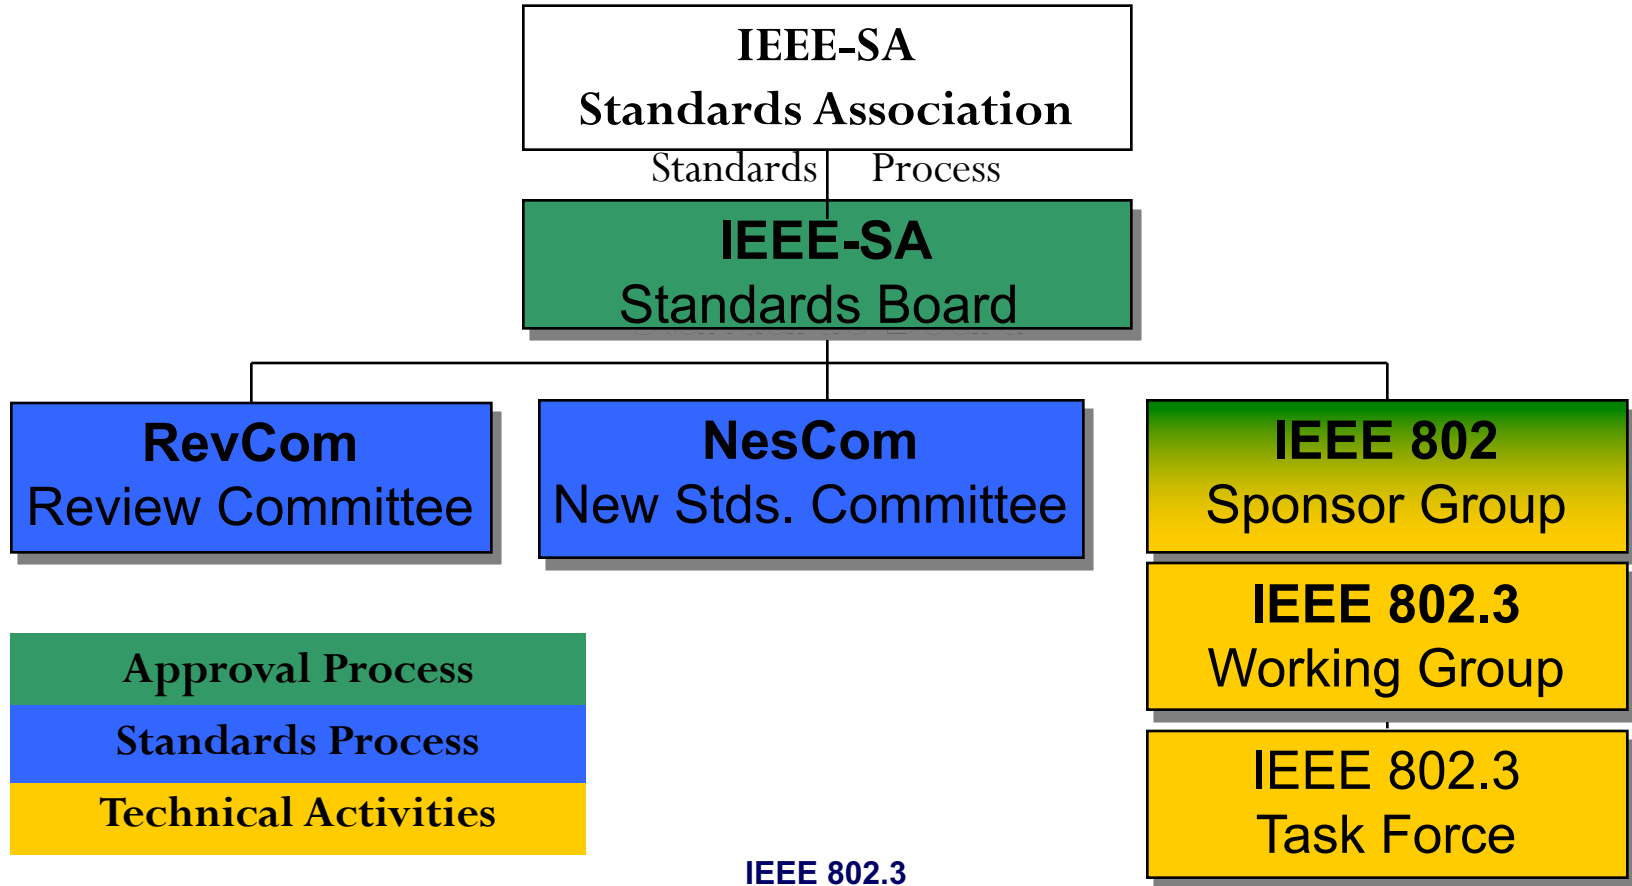 IEEE-SA
Standards Association
Standards Process
IEEE-SA
Standards Board
RevCom
Review Committee
NesCom
New Stds. Committee
IEEE 802
Sponsor Group
IEEE 802.3
Working Group
IEEE 802.3
Task Force
Approval Process
Standards Process
Technical Activities
IEEE 802.3